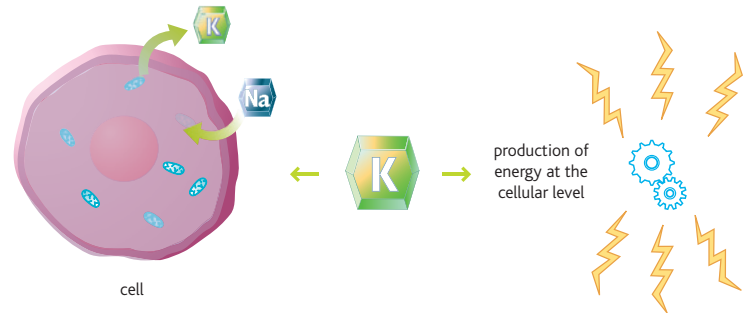 K
Na
K
production of
energy at the
cellular level
cell